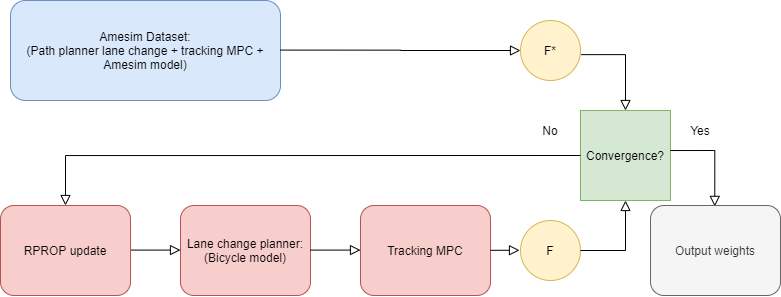 Amesim Dataset:
(Path planner lane change + tracking MPC +
Amesim model)
F*
No
Yes
Convergence?
RPROP update
Lane change planner:
(Bicycle model)
Tracking MPC
F
Output weights